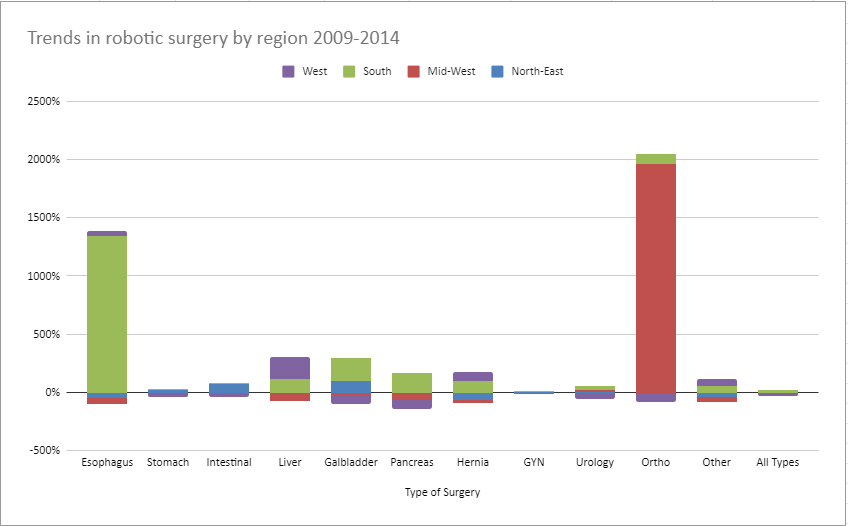 Trends in robotic surgery by region 2009-2014
West South Mid-West North-East
2500%
2000%
1500%
1000%
500%
0%
-500%
Esophagus Stomach Intestinal Liver Galbladder Pancreas Hernia GYN Urology Ortho Other All Types
Type of Surgery